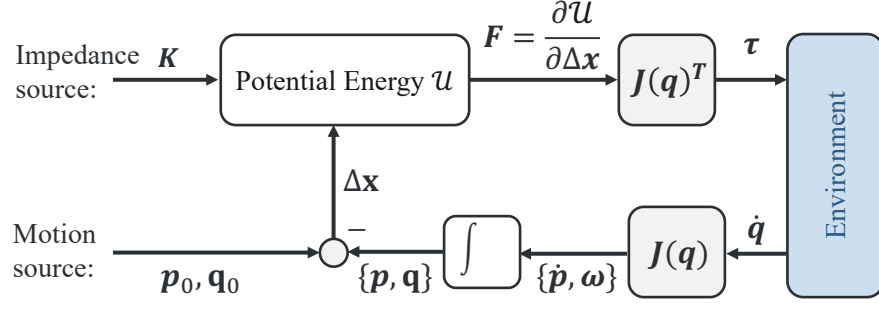 Impedance
source:
𝑲
Potential Energy 𝒰
𝑭 = ∂𝒰 / ∂Δ𝒙
𝑱(𝒒)ᵀ
𝝉
Environment
Δ𝐱
Motion
source:
𝒑₀, 𝐪₀
−
{𝒑, 𝐪}
∫
{𝒑̇, 𝝎}
𝑱(𝒒)
𝒒̇